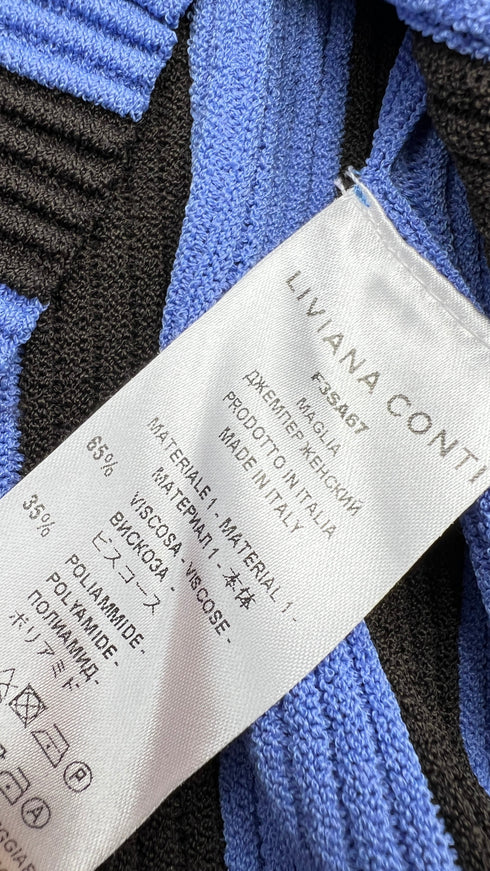 LIVIANA CONTI
F3SA67
MAGLIA
ДЖЕМПЕР ЖЕНСКИЙ
PRODOTTO IN ITALIA
MADE IN ITALY
MATERIALE 1 - MATERIAL 1 -
МАТЕРИАЛ 1 - 本体
65% VISCOSA - VISCOSE -
ВИСКОЗА -
ビスコース
35% POLIAMMIDE -
POLYAMIDE -
ПОЛИАМИД -
ポリアミド
P
A